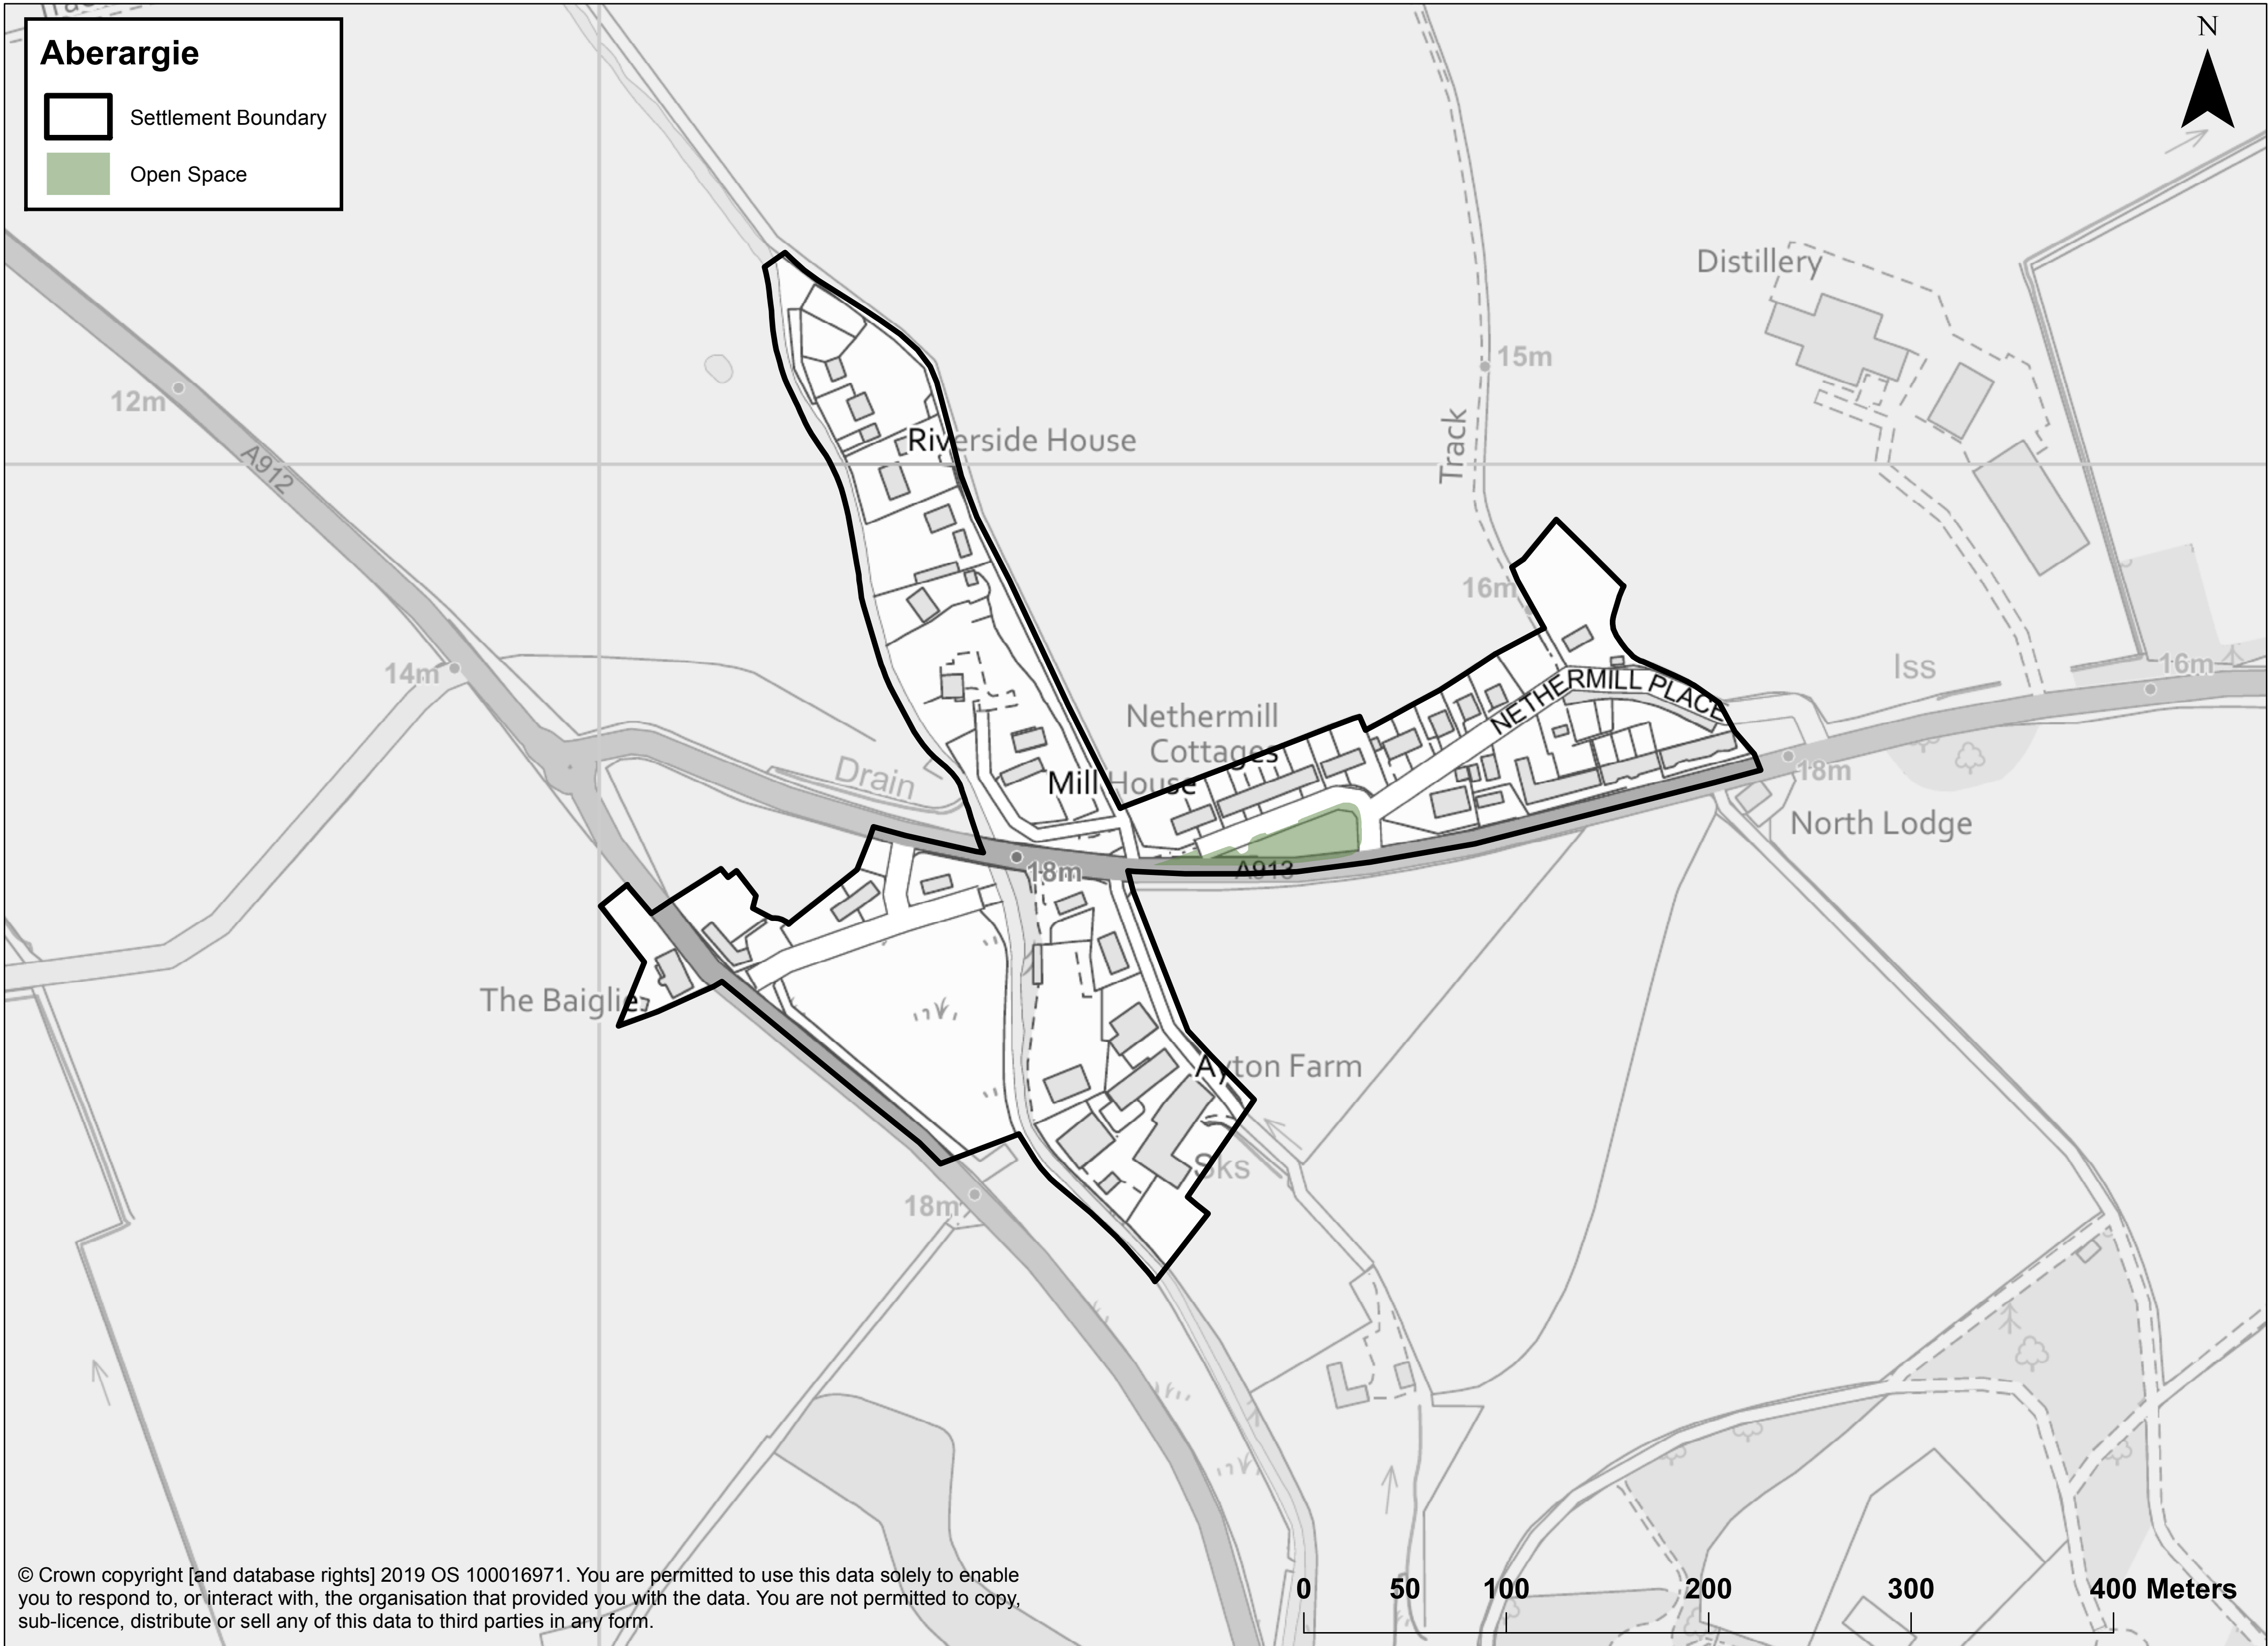 Aberargie
Settlement Boundary
Open Space
N
Distillery
15m
12m
A912
Track
Riverside House
16m
14m
Iss
16m
NETHERMILL PLACE
Nethermill
Cottages
Mill House
Drain
18m
North Lodge
18m
A913
The Baiglie
Ayton Farm
Sks
18m
© Crown copyright [and database rights] 2019 OS 100016971. You are permitted to use this data solely to enable
you to respond to, or interact with, the organisation that provided you with the data. You are not permitted to copy,
sub-licence, distribute or sell any of this data to third parties in any form.
0 50 100 200 300 400 Meters